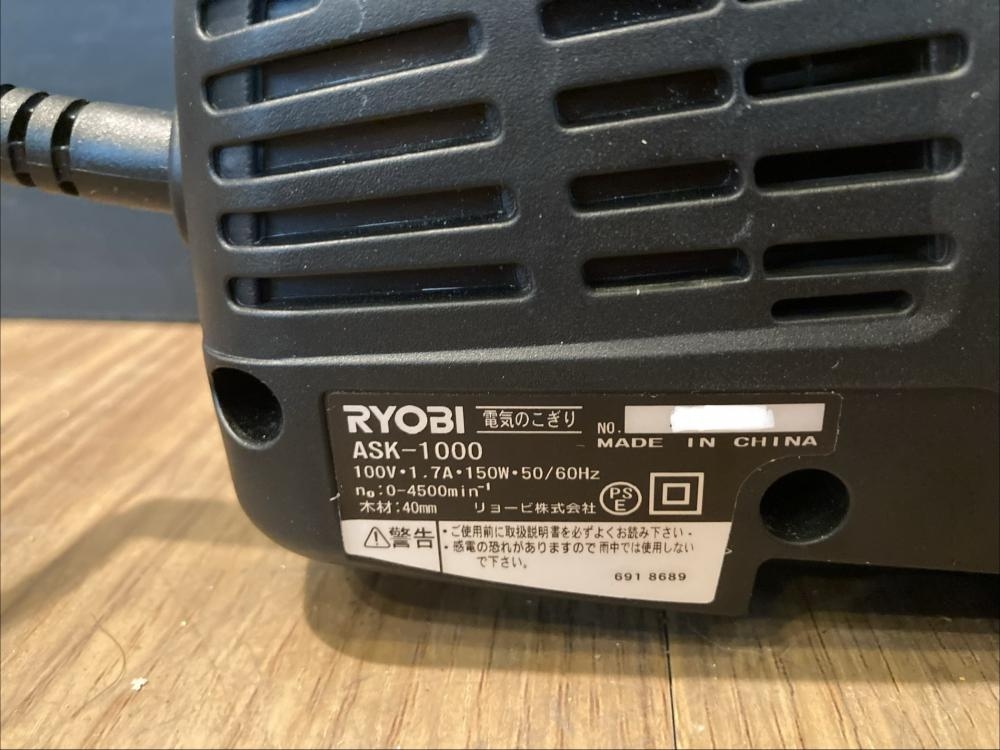 RYOBI 電気のこぎり NO.
ASK-1000 MADE IN CHINA
100V・1.7A・150W・50/60Hz
n₀:0-4500min⁻¹
木材:40mm リョービ株式会社 PSE
警告 ・ご使用前に取扱説明書を必ずよくお読み下さい・
・感電の恐れがありますので雨中では使用しない
で下さい。
691 8689